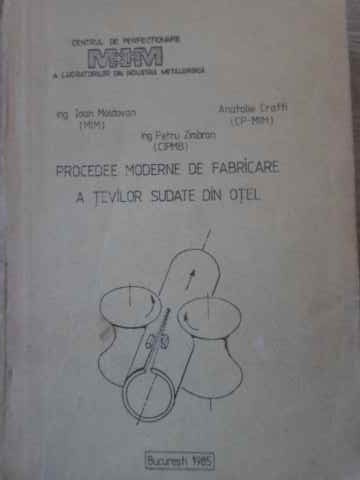 CENTRUL DE PERFECTIONARE
MIM
A LUCRATORILOR DIN INDUSTRIA METALURGICA
ing Ioan Moldovan
(MIM)
Anatolie Craffi
(CP-MIM)
ing Petru Zimbran
(CIPMB)
PROCEDEE MODERNE DE FABRICARE
A ȚEVILOR SUDATE DIN OȚEL
Bucuresti 1985